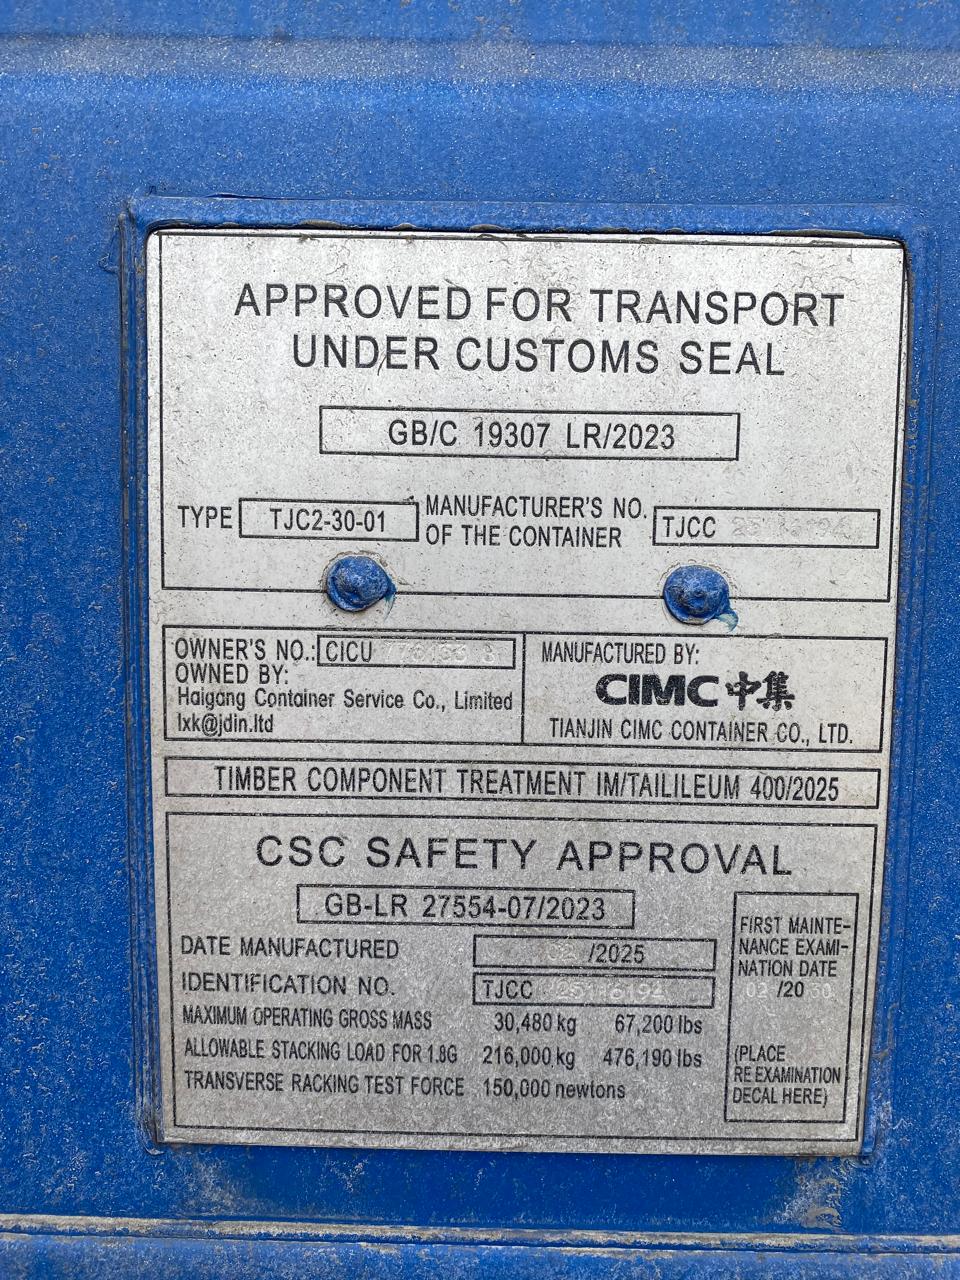 APPROVED FOR TRANSPORT
UNDER CUSTOMS SEAL
GB/C 19307 LR/2023
TYPE TJC2-30-01
MANUFACTURER'S NO.
OF THE CONTAINER
TJCC
OWNER'S NO.: CICU
OWNED BY:
Haigang Container Service Co., Limited
lxk@jdin.ltd
MANUFACTURED BY:
CIMC 中集
TIANJIN CIMC CONTAINER CO., LTD.
TIMBER COMPONENT TREATMENT IM/TAILILEUM 400/2025
CSC SAFETY APPROVAL
GB-LR 27554-07/2023
DATE MANUFACTURED 02 /2025
IDENTIFICATION NO. TJCC
MAXIMUM OPERATING GROSS MASS 30,480 kg 67,200 lbs
ALLOWABLE STACKING LOAD FOR 1.8G 216,000 kg 476,190 lbs
TRANSVERSE RACKING TEST FORCE 150,000 newtons
FIRST MAINTE-
NANCE EXAMI-
NATION DATE
02 /20 30
(PLACE
RE EXAMINATION
DECAL HERE)